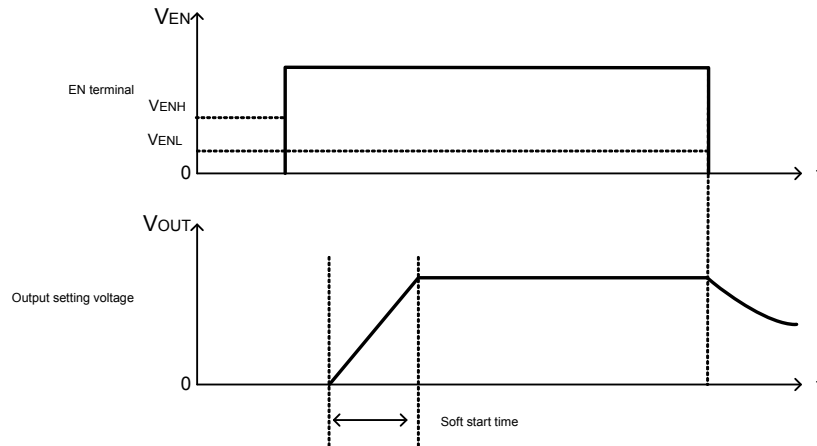 VEN
EN terminal
VENH
VENL
0
t
VOUT
Output setting voltage
0
t
Soft start time